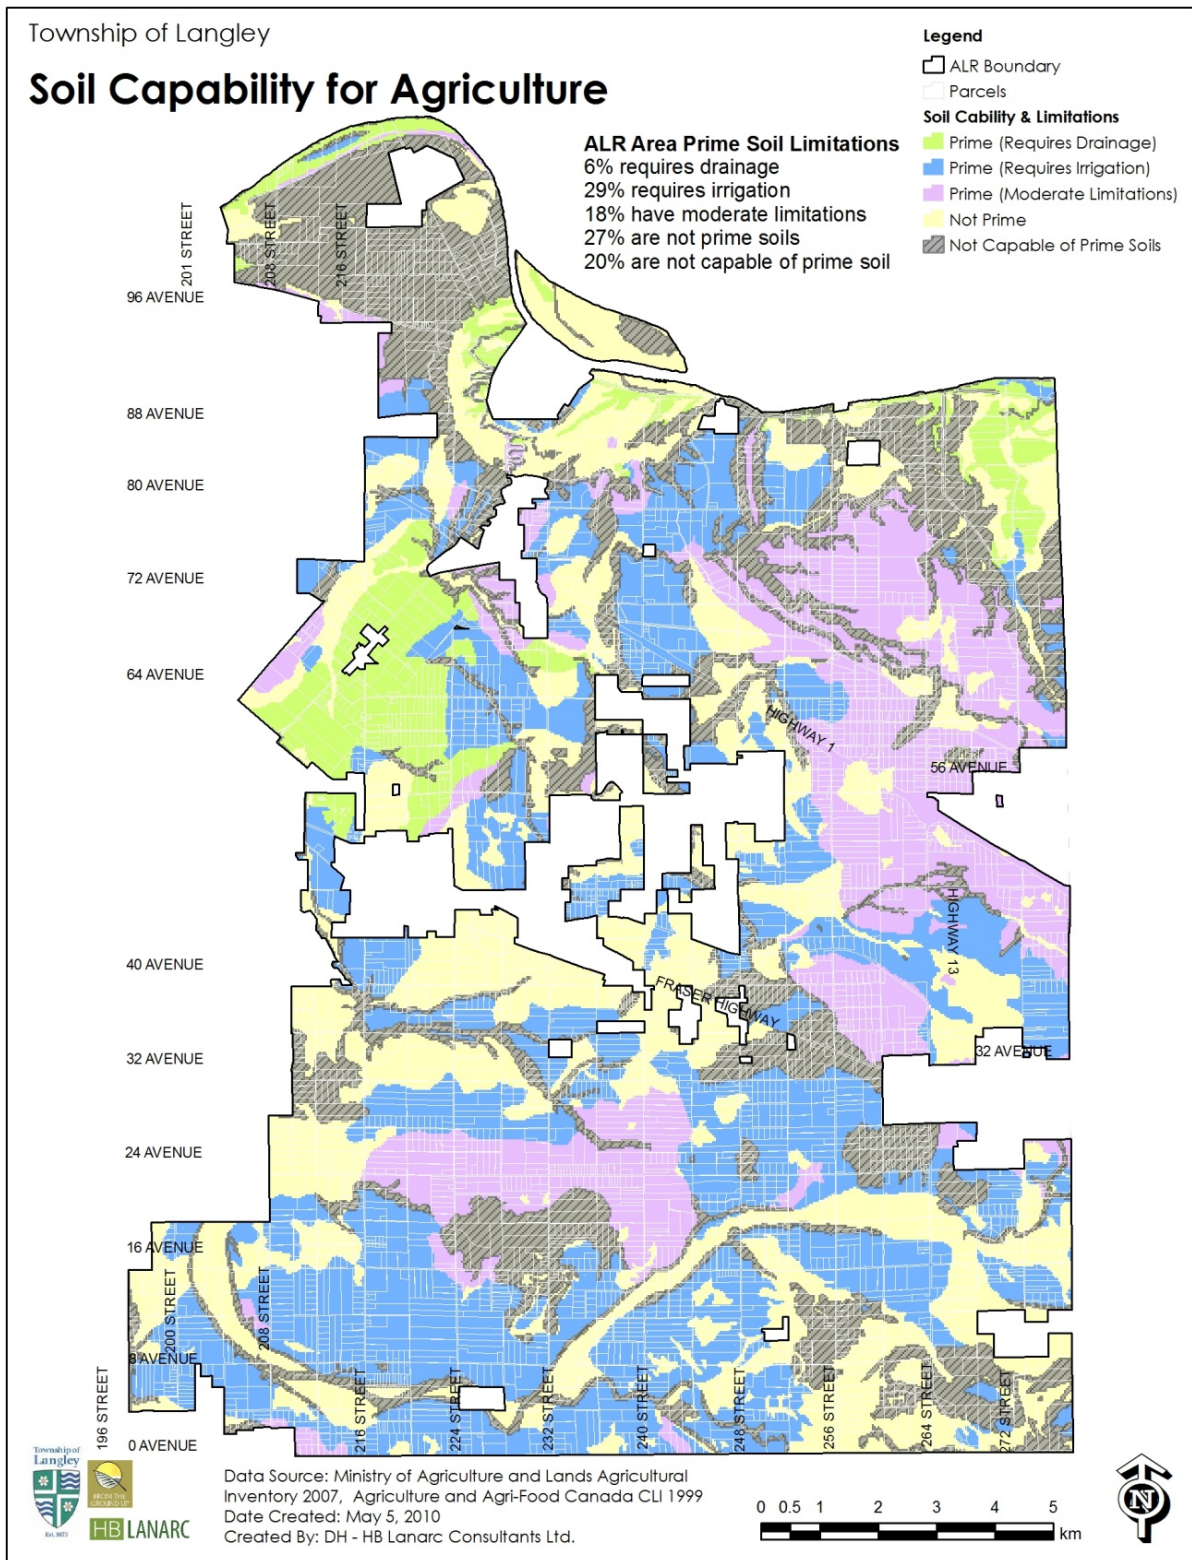 Township of Langley
Soil Capability for Agriculture
Legend
ALR Boundary
Parcels
Soil Cability & Limitations
Prime (Requires Drainage)
Prime (Requires Irrigation)
Prime (Moderate Limitations)
Not Prime
Not Capable of Prime Soils
ALR Area Prime Soil Limitations
6% requires drainage
29% requires irrigation
18% have moderate limitations
27% are not prime soils
20% are not capable of prime soil
201 STREET
208 STREET
216 STREET
96 AVENUE
88 AVENUE
80 AVENUE
72 AVENUE
64 AVENUE
HIGHWAY 1
56 AVENUE
HIGHWAY 13
40 AVENUE
FRASER HIGHWAY
32 AVENUE
32 AVENUE
24 AVENUE
16 AVENUE
200 STREET
208 STREET
8 AVENUE
196 STREET
216 STREET
224 STREET
232 STREET
240 STREET
248 STREET
256 STREET
264 STREET
272 STREET
0 AVENUE
Township of
Langley
Est. 1873
FROM THE
GROUND UP
HB LANARC
Data Source: Ministry of Agriculture and Lands Agricultural
Inventory 2007, Agriculture and Agri-Food Canada CLI 1999
Date Created: May 5, 2010
Created By: DH - HB Lanarc Consultants Ltd.
0 0.5 1 2 3 4 5
km
N